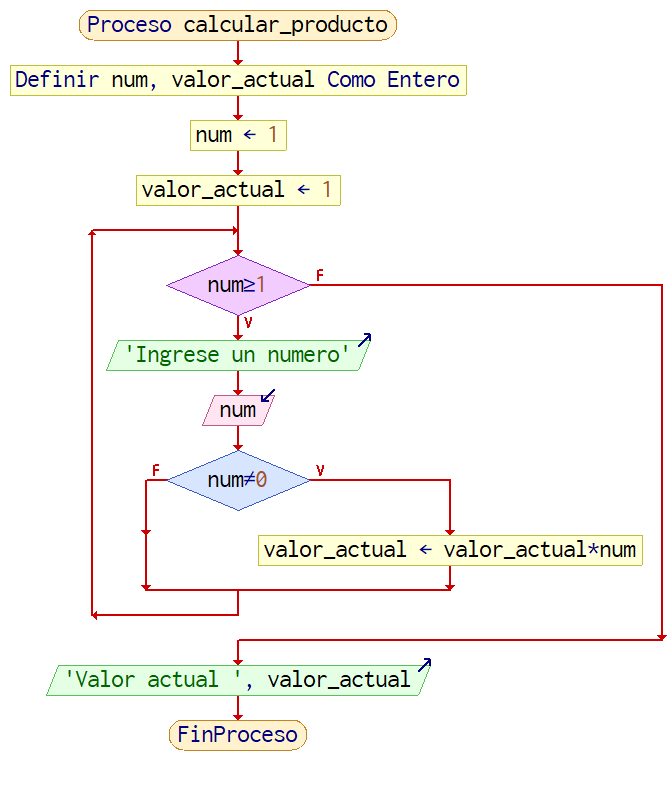 Proceso calcular_producto
Definir num, valor_actual Como Entero
num ← 1
valor_actual ← 1
num≥1
F
V
'Ingrese un numero'
num
num≠0
F
V
valor_actual ← valor_actual*num
'Valor actual ', valor_actual
FinProceso